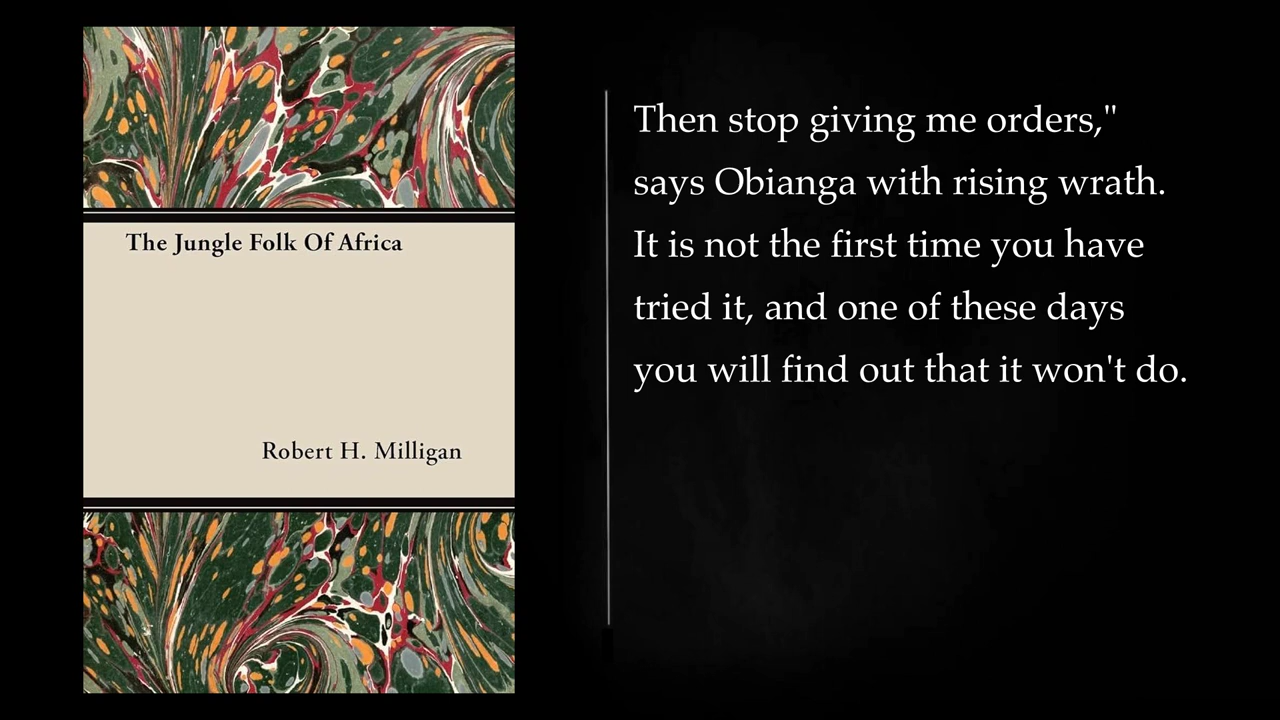 The Jungle Folk Of Africa
Robert H. Milligan
Then stop giving me orders,"
says Obianga with rising wrath.
It is not the first time you have
tried it, and one of these days
you will find out that it won't do.